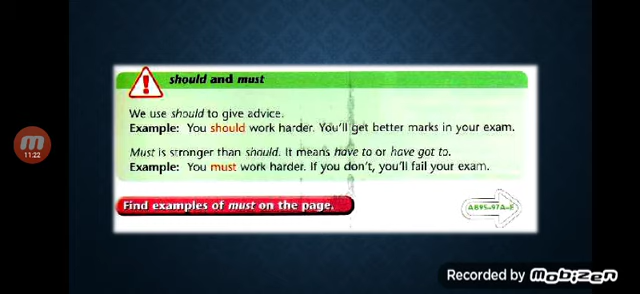 should and must
We use should to give advice.
Example: You should work harder. You'll get better marks in your exam.
Must is stronger than should. It means have to or have got to.
Example: You must work harder. If you don't, you'll fail your exam.
Find examples of must on the page.
M
11:22
Recorded by Mobizen